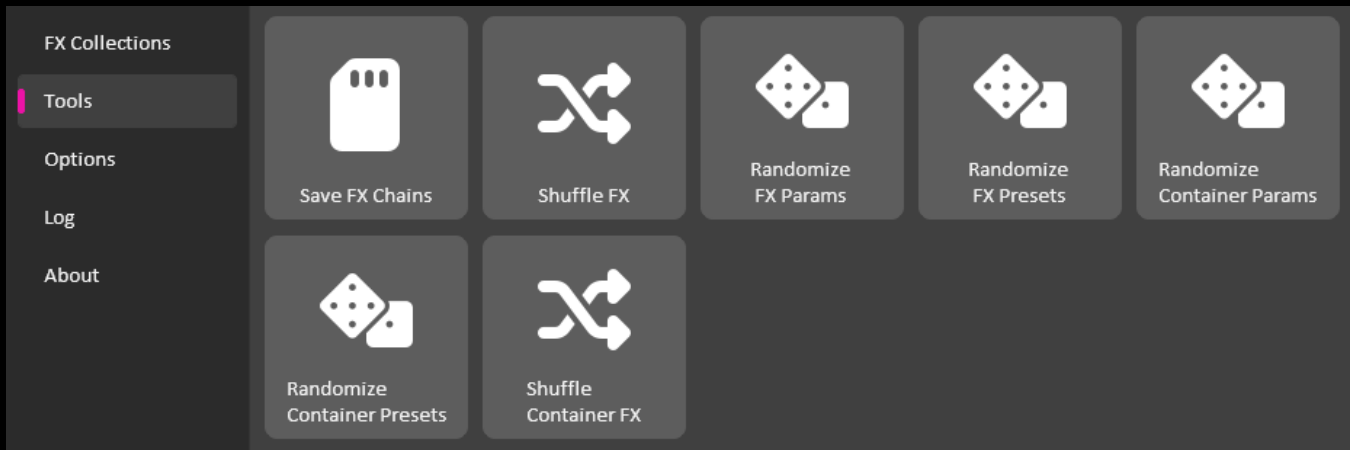 FX Collections
Tools
Options
Log
About
Save FX Chains
Shuffle FX
Randomize
FX Params
Randomize
FX Presets
Randomize
Container Params
Randomize
Container Presets
Shuffle
Container FX